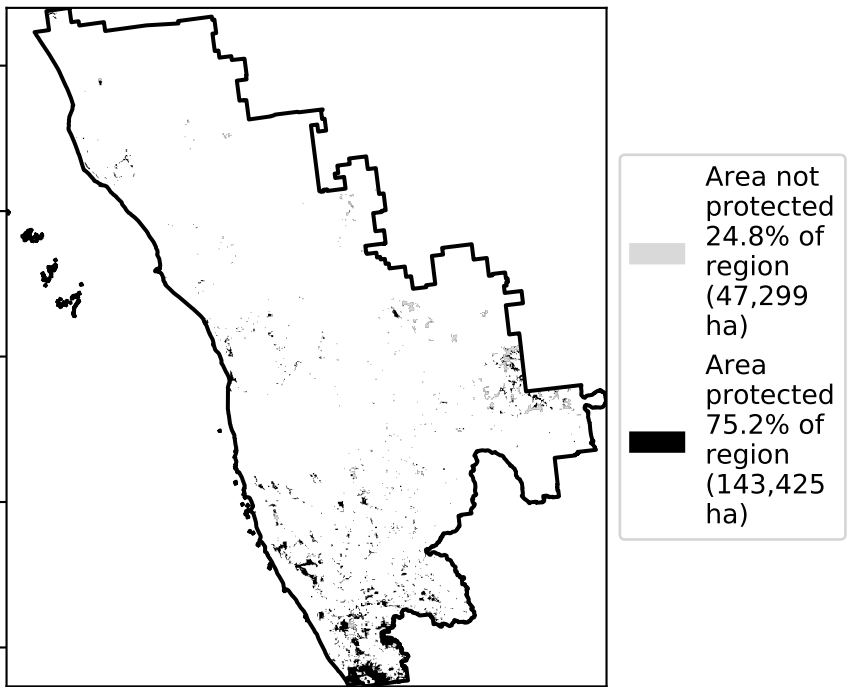 Area not
protected
24.8% of
region
(47,299
ha)
Area
protected
75.2% of
region
(143,425
ha)